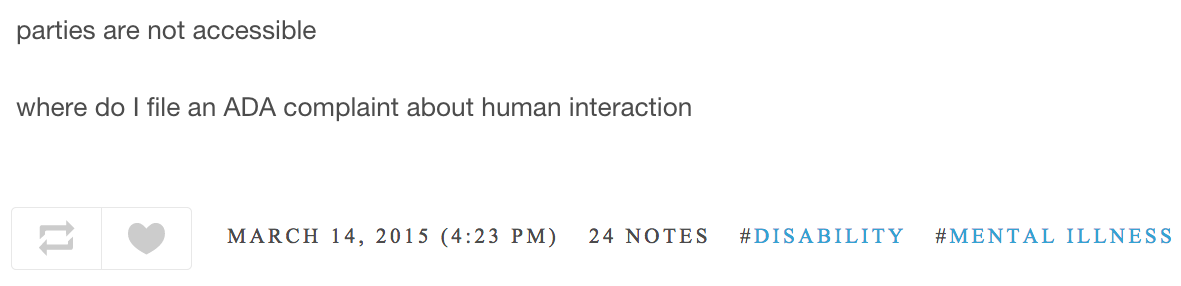 parties are not accessible
where do I file an ADA complaint about human interaction
MARCH 14, 2015 (4:23 PM) 24 NOTES #DISABILITY #MENTAL ILLNESS